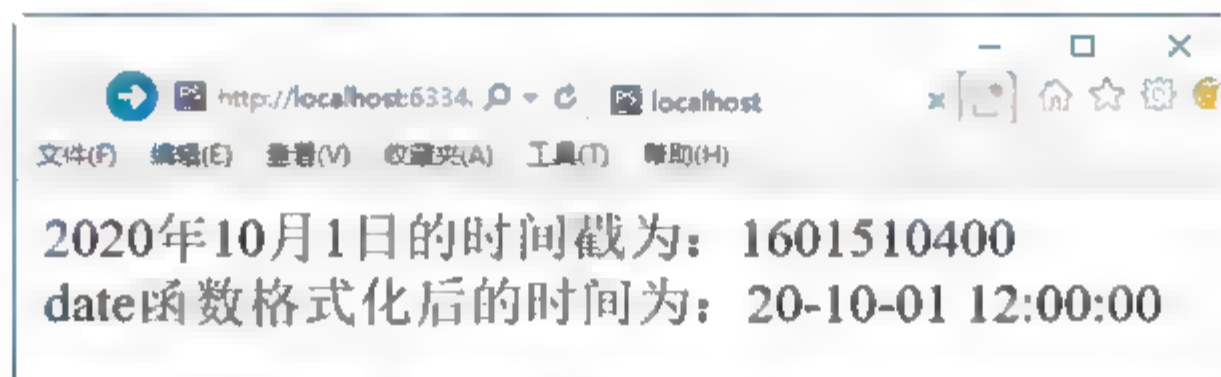 http://localhost:6334. localhost
文件(F) 编辑(E) 查看(V) 收藏夹(A) 工具(T) 帮助(H)
2020年10月1日的时间戳为：1601510400
date函数格式化后的时间为：20-10-01 12:00:00